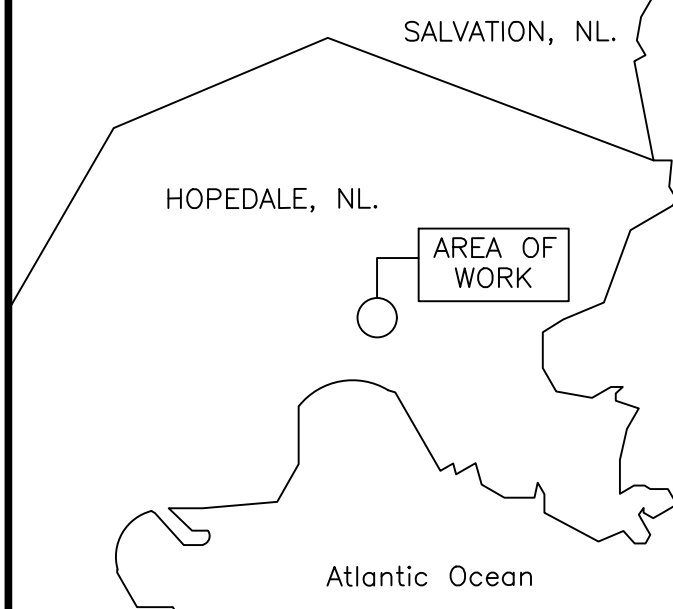 SALVATION, NL.
HOPEDALE, NL.
AREA OF
WORK
Atlantic Ocean